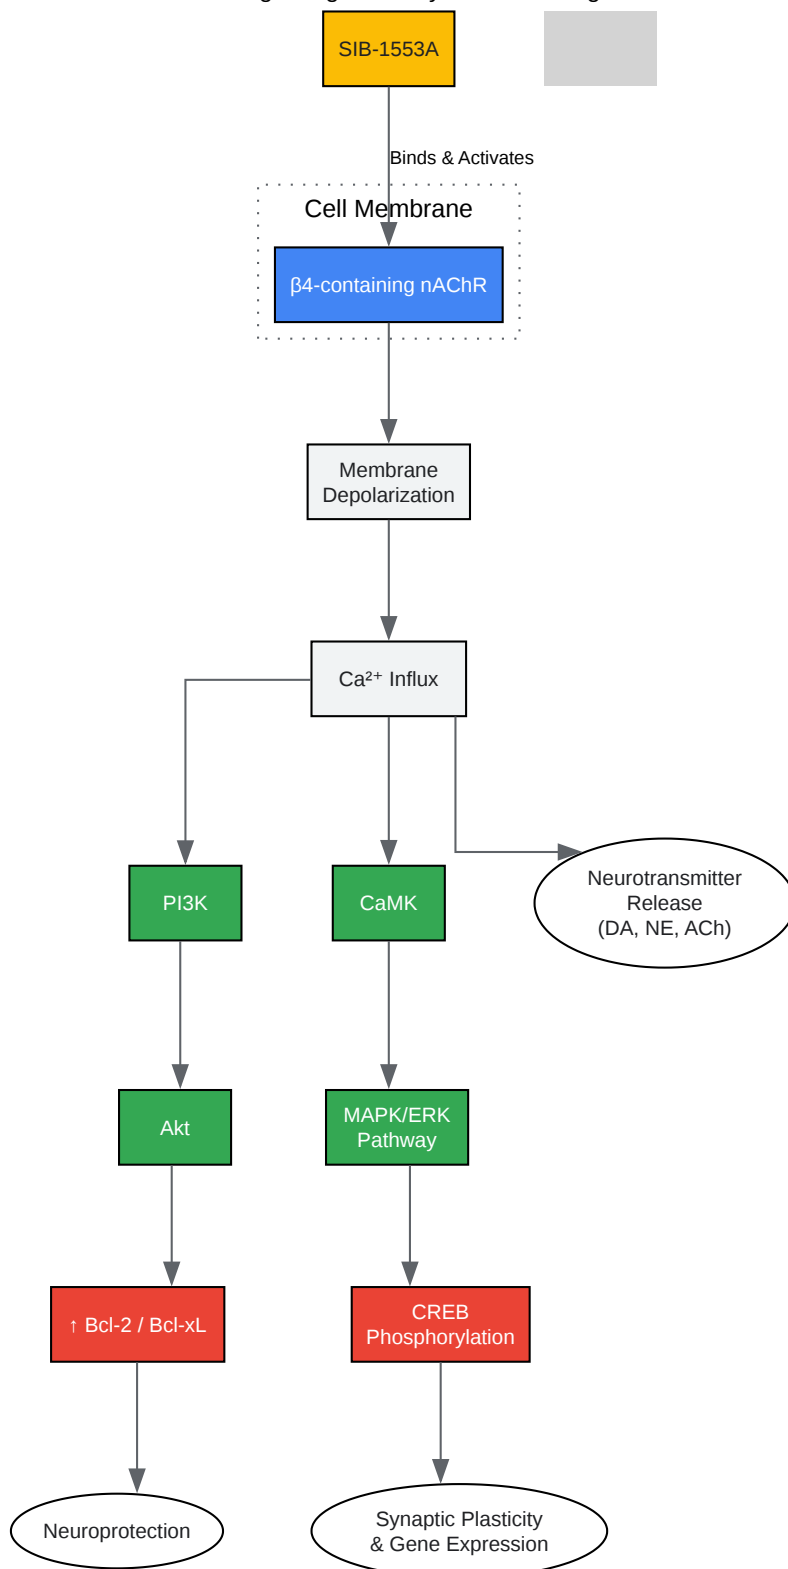 SIB-1553A
Binds & Activates
Cell Membrane
β4-containing nAChR
Membrane
Depolarization
Ca²⁺ Influx
PI3K
CaMK
Neurotransmitter
Release
(DA, NE, ACh)
Akt
MAPK/ERK
Pathway
↑ Bcl-2 / Bcl-xL
CREB
Phosphorylation
Neuroprotection
Synaptic Plasticity
& Gene Expression